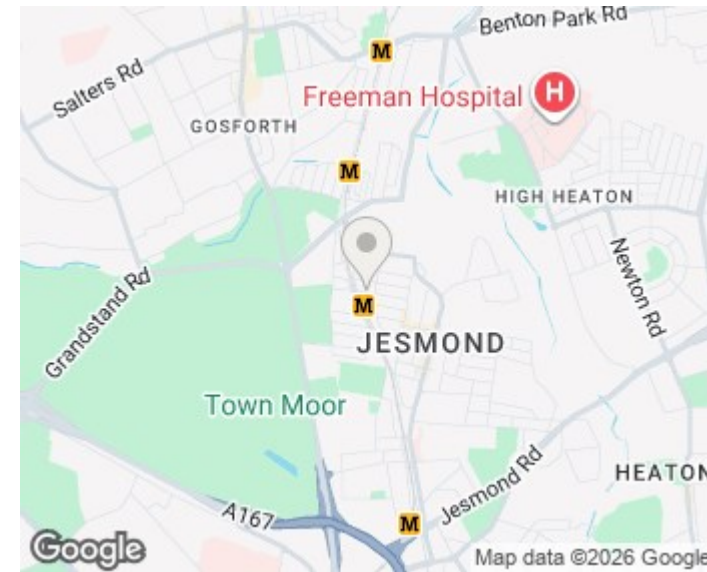 Benton Park Rd
M
Salters Rd
Freeman Hospital H
GOSFORTH
M
HIGH HEATON
Newton Rd
Grandstand Rd
M
JESMOND
Town Moor
Jesmond Rd
HEATON
A167
M
Google
Map data ©2026 Google